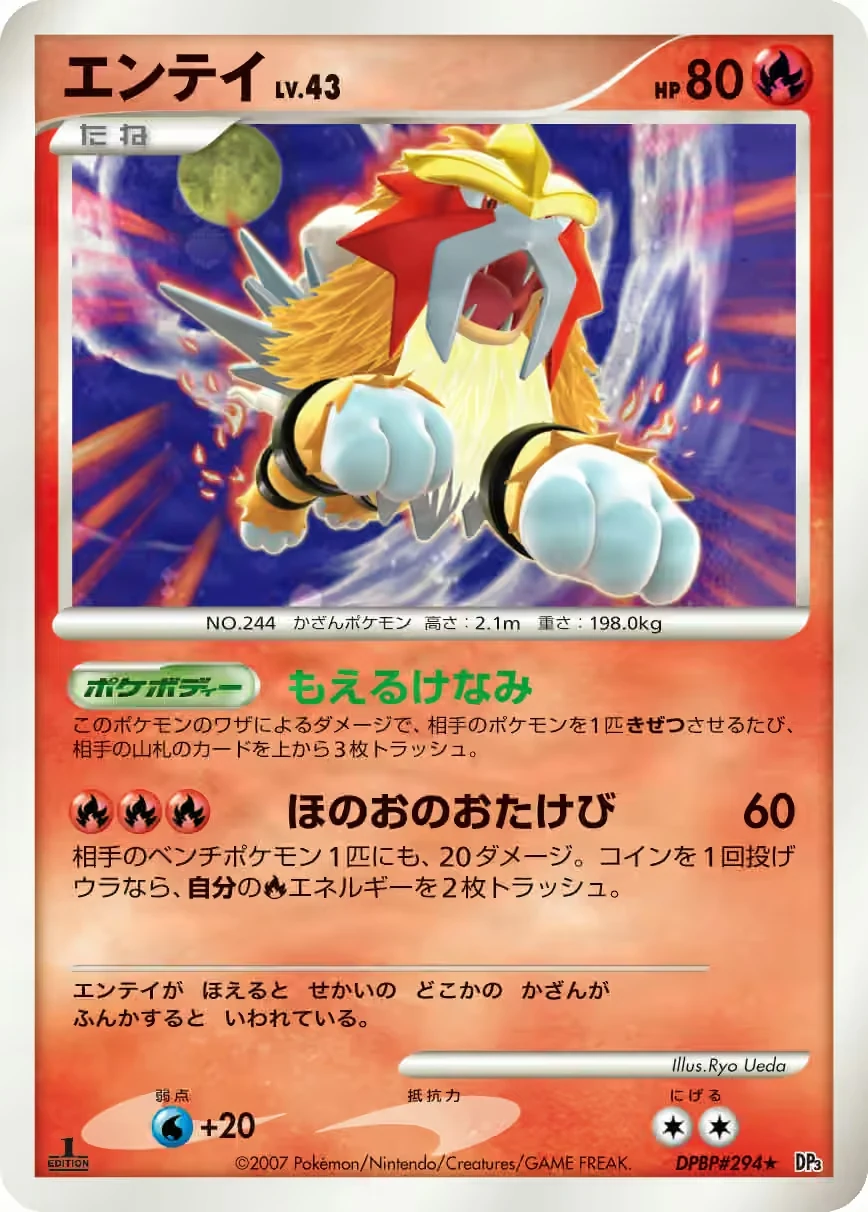 エンテイ LV.43 HP 80
たね
NO.244 かざんポケモン 高さ：2.1m 重さ：198.0kg
ポケボディー もえるけなみ
このポケモンのワザによるダメージで、相手のポケモンを1匹きぜつさせるたび、
相手の山札のカードを上から3枚トラッシュ。
ほのおのおたけび 60
相手のベンチポケモン1匹にも、20ダメージ。コインを1回投げ
ウラなら、自分のエネルギーを2枚トラッシュ。
エンテイが ほえると せかいの どこかの かざんが
ふんかすると いわれている。
Illus.Ryo Ueda
弱点 抵抗力 にげる
+20
1 EDITION ©2007 Pokémon/Nintendo/Creatures/GAME FREAK. DPBP#294★ DP3